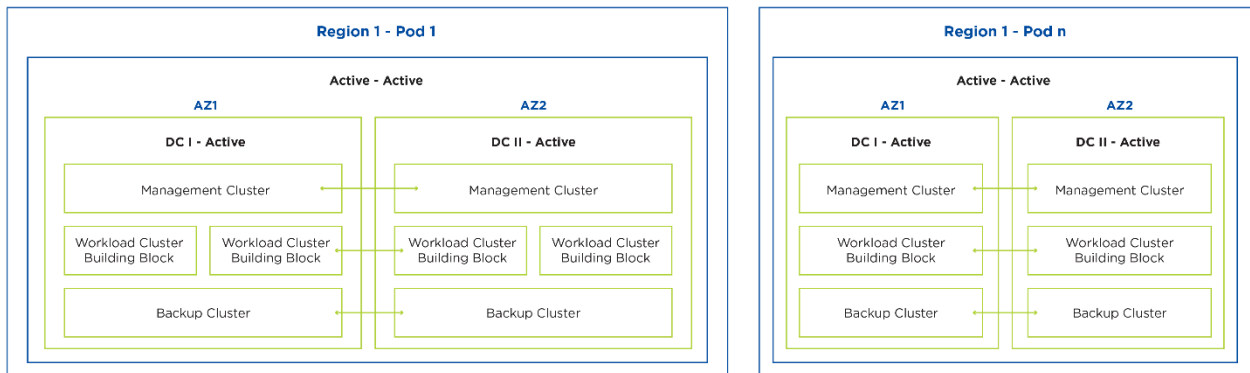 Region 1 - Pod 1
Active - Active
AZ1
AZ2
DC I - Active
DC II - Active
Management Cluster
Management Cluster
Workload Cluster
Building Block
Workload Cluster
Building Block
Workload Cluster
Building Block
Workload Cluster
Building Block
Backup Cluster
Backup Cluster
Region 1 - Pod n
Active - Active
AZ1
AZ2
DC I - Active
DC II - Active
Management Cluster
Management Cluster
Workload Cluster
Building Block
Workload Cluster
Building Block
Backup Cluster
Backup Cluster